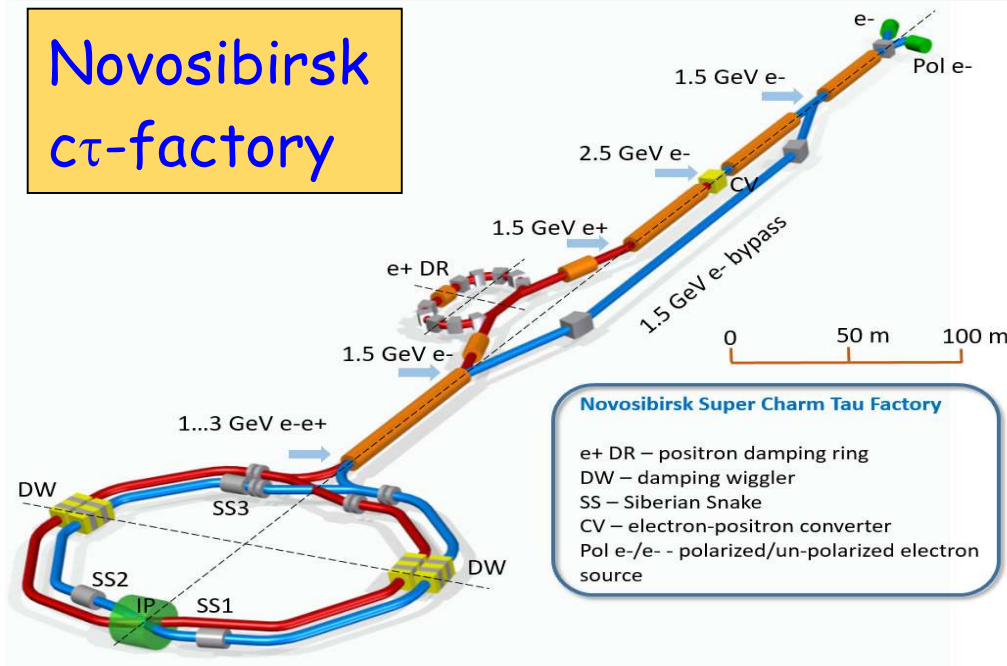 Novosibirsk
cτ-factory
e-
Pol e-
1.5 GeV e-
2.5 GeV e-
CV
1.5 GeV e+
e+ DR
1.5 GeV e- bypass
0 50 m 100 m
1.5 GeV e-
1...3 GeV e-e+
DW
SS3
DW
SS2
IP
SS1
Novosibirsk Super Charm Tau Factory
e+ DR – positron damping ring
DW – damping wiggler
SS – Siberian Snake
CV – electron-positron converter
Pol e-/e- - polarized/un-polarized electron
source